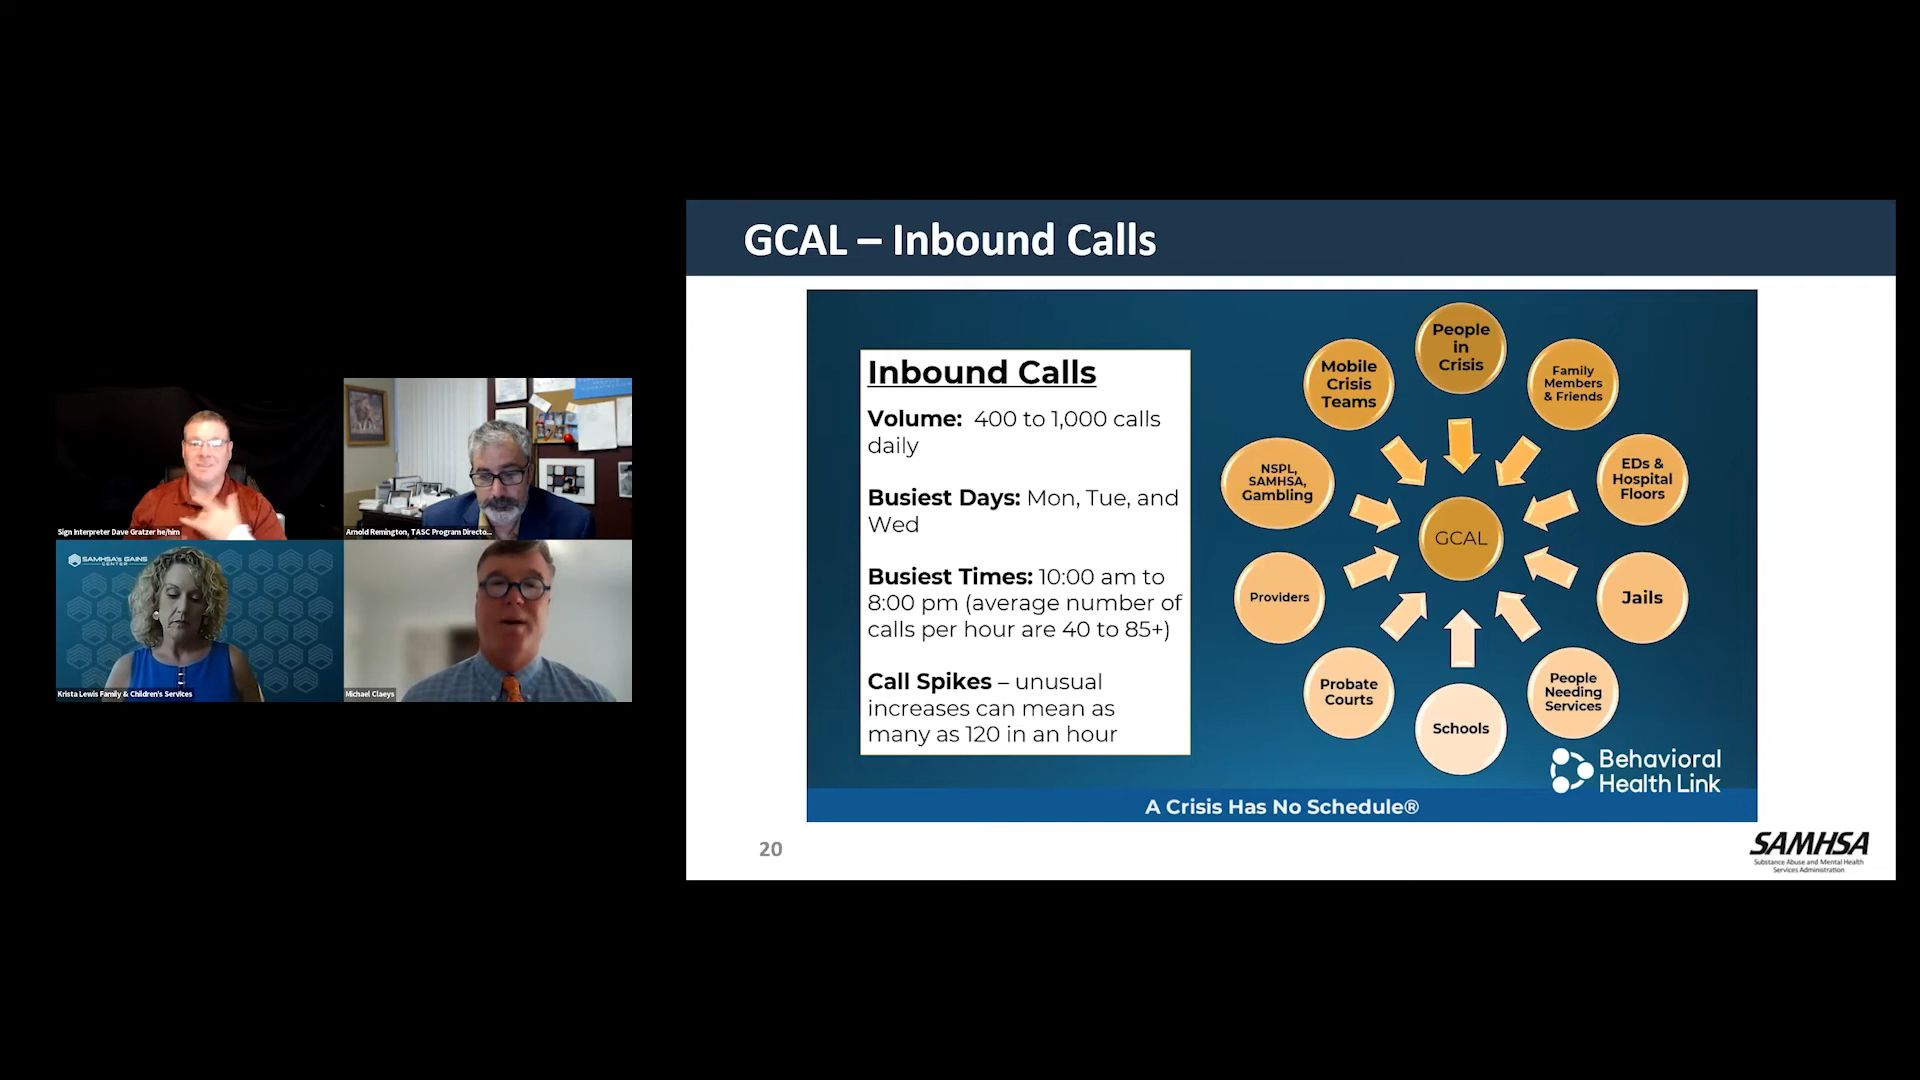 GCAL – Inbound Calls
Inbound Calls
Volume: 400 to 1,000 calls
daily
Busiest Days: Mon, Tue, and
Wed
Busiest Times: 10:00 am to
8:00 pm (average number of
calls per hour are 40 to 85+)
Call Spikes – unusual
increases can mean as
many as 120 in an hour
People
in
Crisis
Family
Members
& Friends
EDs &
Hospital
Floors
Jails
People
Needing
Services
Schools
Probate
Courts
Providers
NSPL,
SAMHSA,
Gambling
Mobile
Crisis
Teams
GCAL
Behavioral
Health Link
A Crisis Has No Schedule®
20
SAMHSA
Substance Abuse and Mental Health
Services Administration
Sign Interpreter Dave Gratzer he/him
Arnold Remington, TASC Program Directo...
SAMHSA's GAINS
CENTER
Krista Lewis Family & Children's Services
Michael Claeys